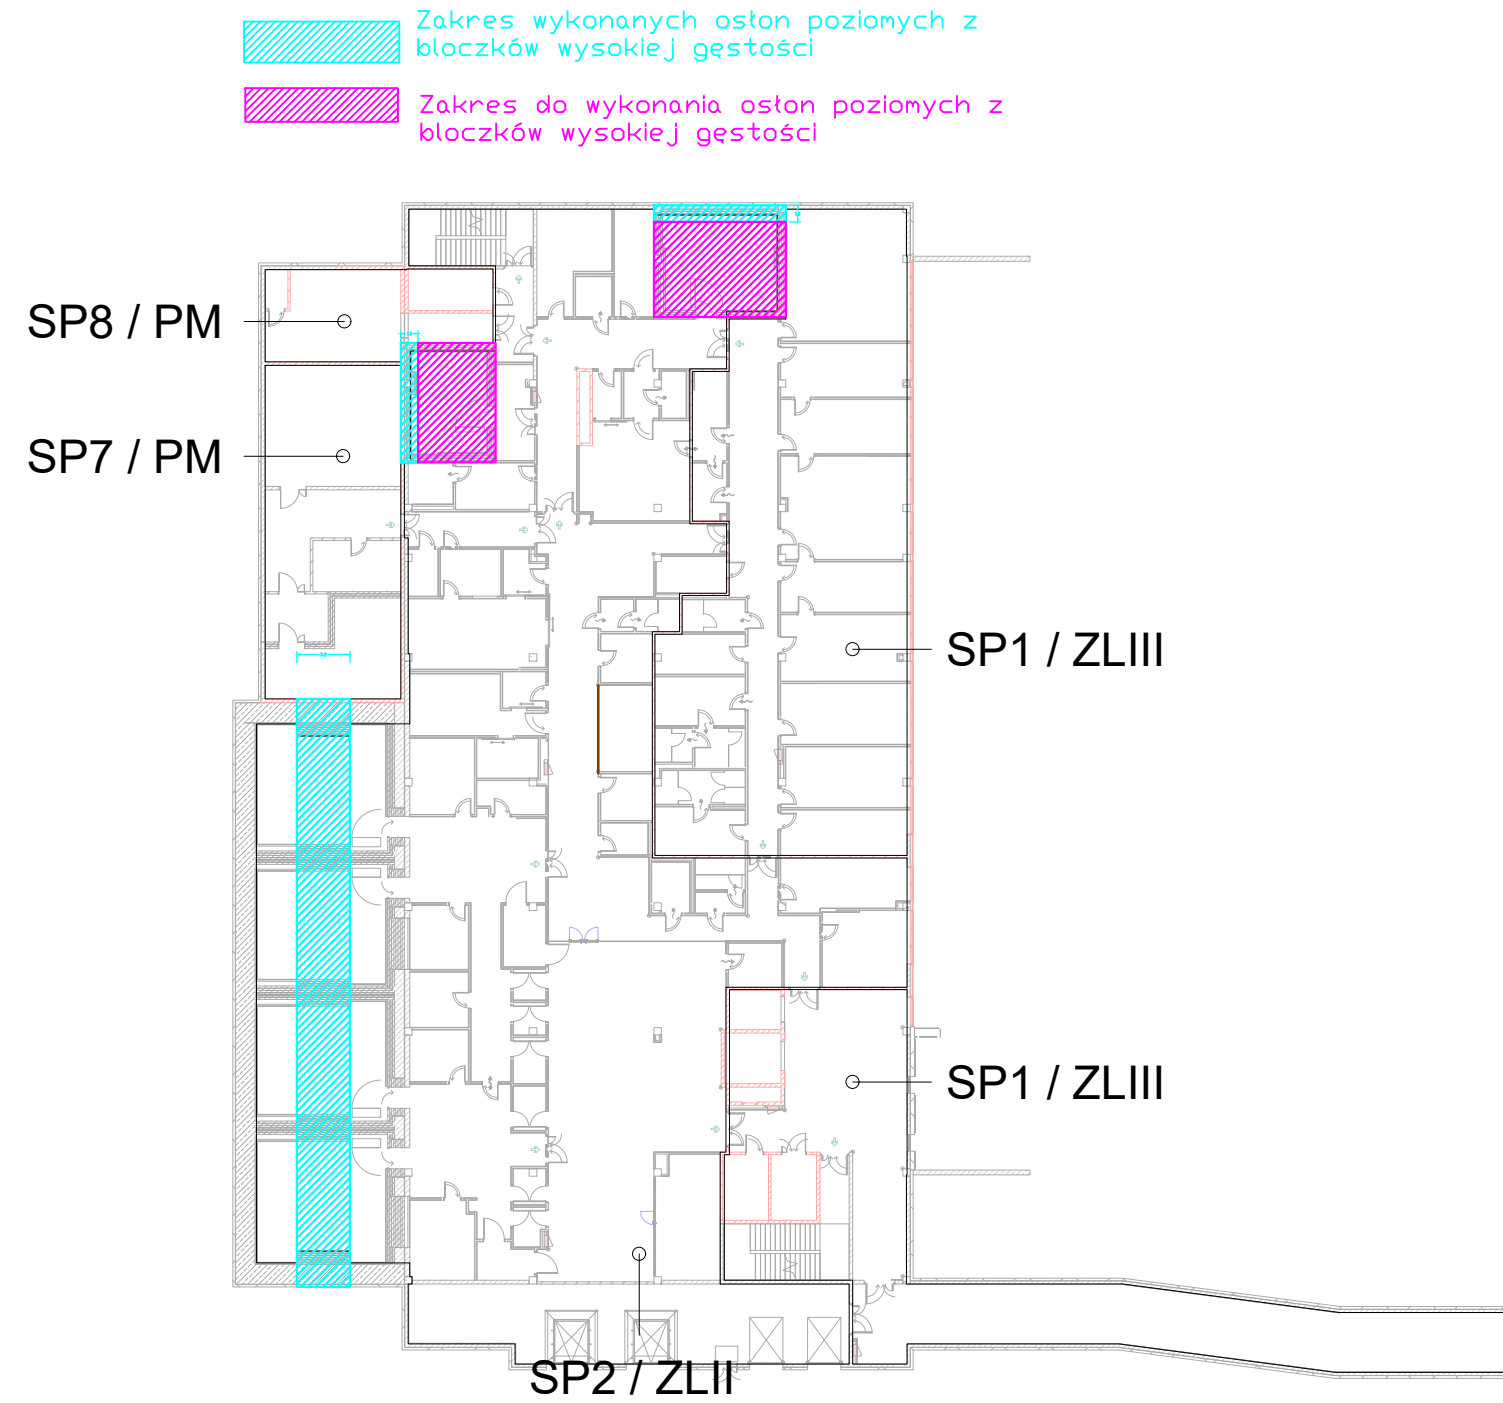 Zakres wykonanych osłon poziomych z
bloczków wysokiej gęstości
Zakres do wykonania osłon poziomych z
bloczków wysokiej gęstości
SP8 / PM
SP7 / PM
SP1 / ZLIII
SP1 / ZLIII
SP2 / ZLII